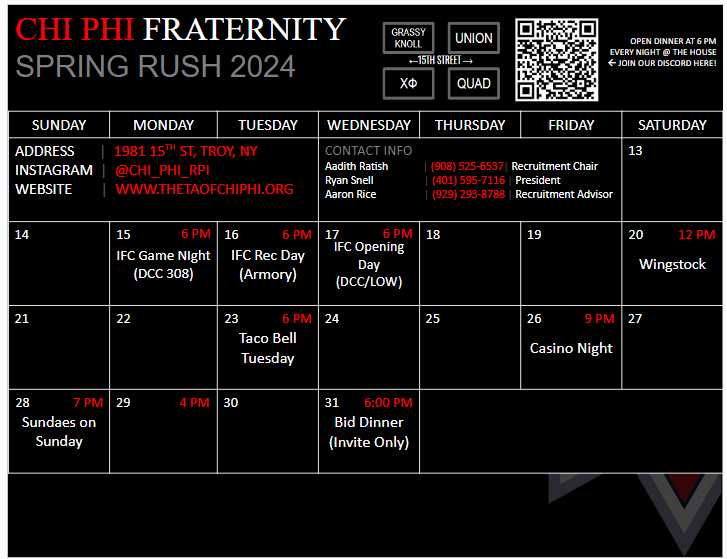 CHI PHI FRATERNITY
SPRING RUSH 2024
GRASSY
KNOLL
UNION
←15TH STREET→
ΧΦ
QUAD
OPEN DINNER AT 6 PM
EVERY NIGHT @ THE HOUSE
← JOIN OUR DISCORD HERE!
SUNDAY MONDAY TUESDAY WEDNESDAY THURSDAY FRIDAY SATURDAY
ADDRESS | 1981 15TH ST, TROY, NY
INSTAGRAM | @CHI_PHI_RPI
WEBSITE | WWW.THETAOFCHIPHI.ORG
CONTACT INFO
Aadith Ratish | (908) 525-6537| Recruitment Chair
Ryan Snell | (401) 595-7116 | President
Aaron Rice | (929) 293-8788 | Recruitment Advisor
13
14
15 6 PM
IFC Game NIght
(DCC 308)
16 6 PM
IFC Rec Day
(Armory)
17 6 PM
IFC Opening
Day
(DCC/LOW)
18
19
20 12 PM
Wingstock
21
22
23 6 PM
Taco Bell
Tuesday
24
25
26 9 PM
Casino Night
27
28 7 PM
Sundaes on
Sunday
29 4 PM
30
31 6:00 PM
Bid Dinner
(Invite Only)